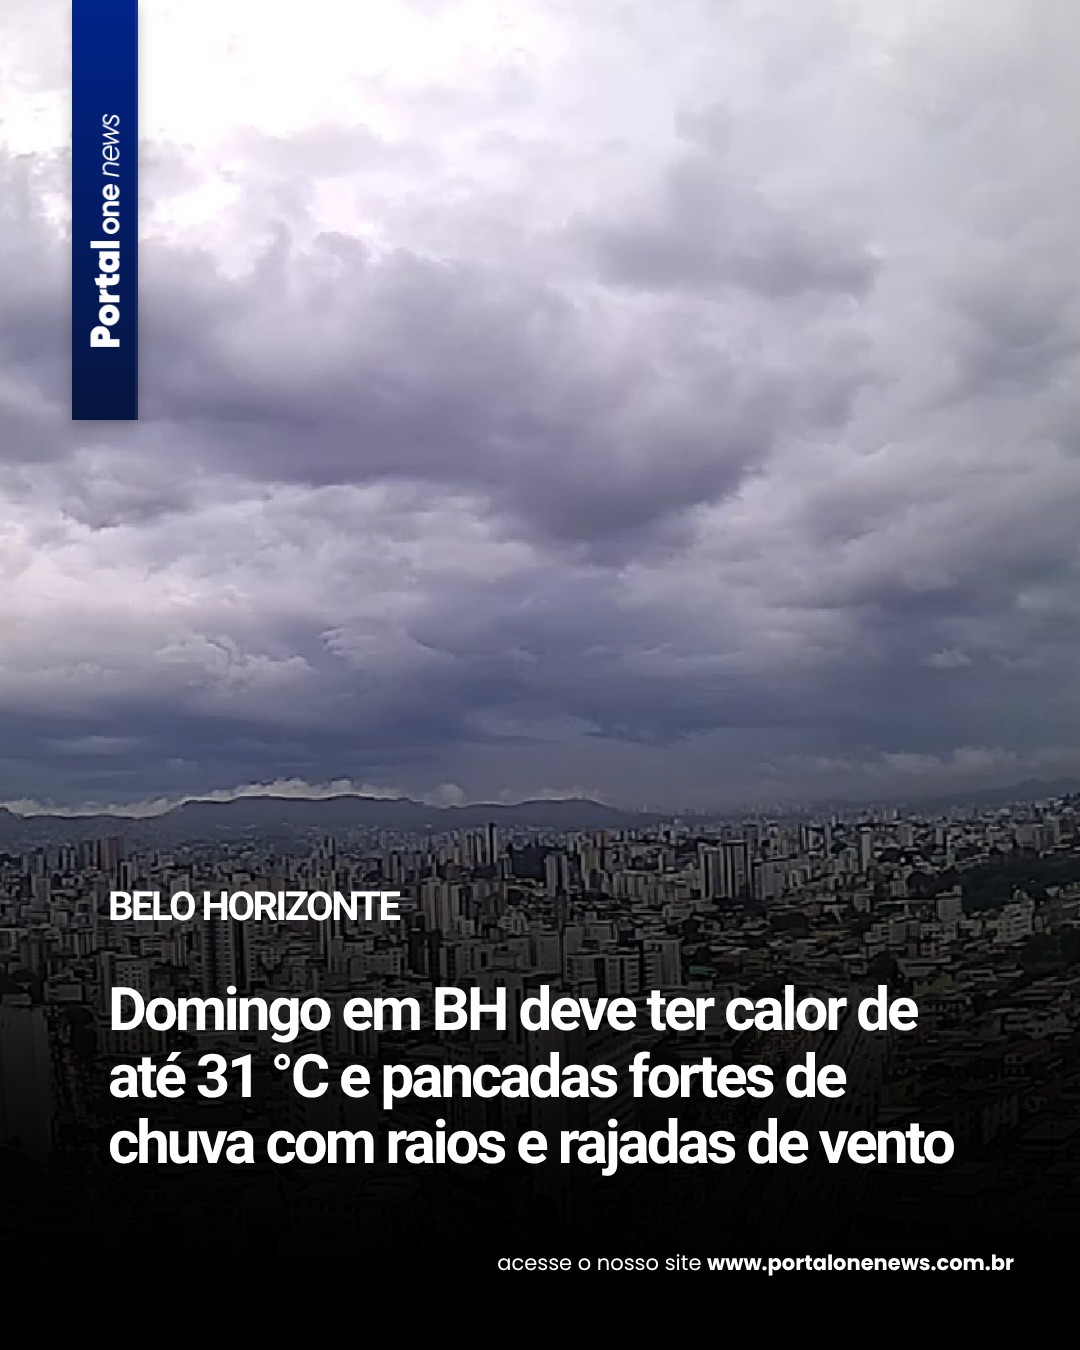 Portal one news
BELO HORIZONTE
Domingo em BH deve ter calor de
até 31 °C e pancadas fortes de
chuva com raios e rajadas de vento
acesse o nosso site www.portalonenews.com.br